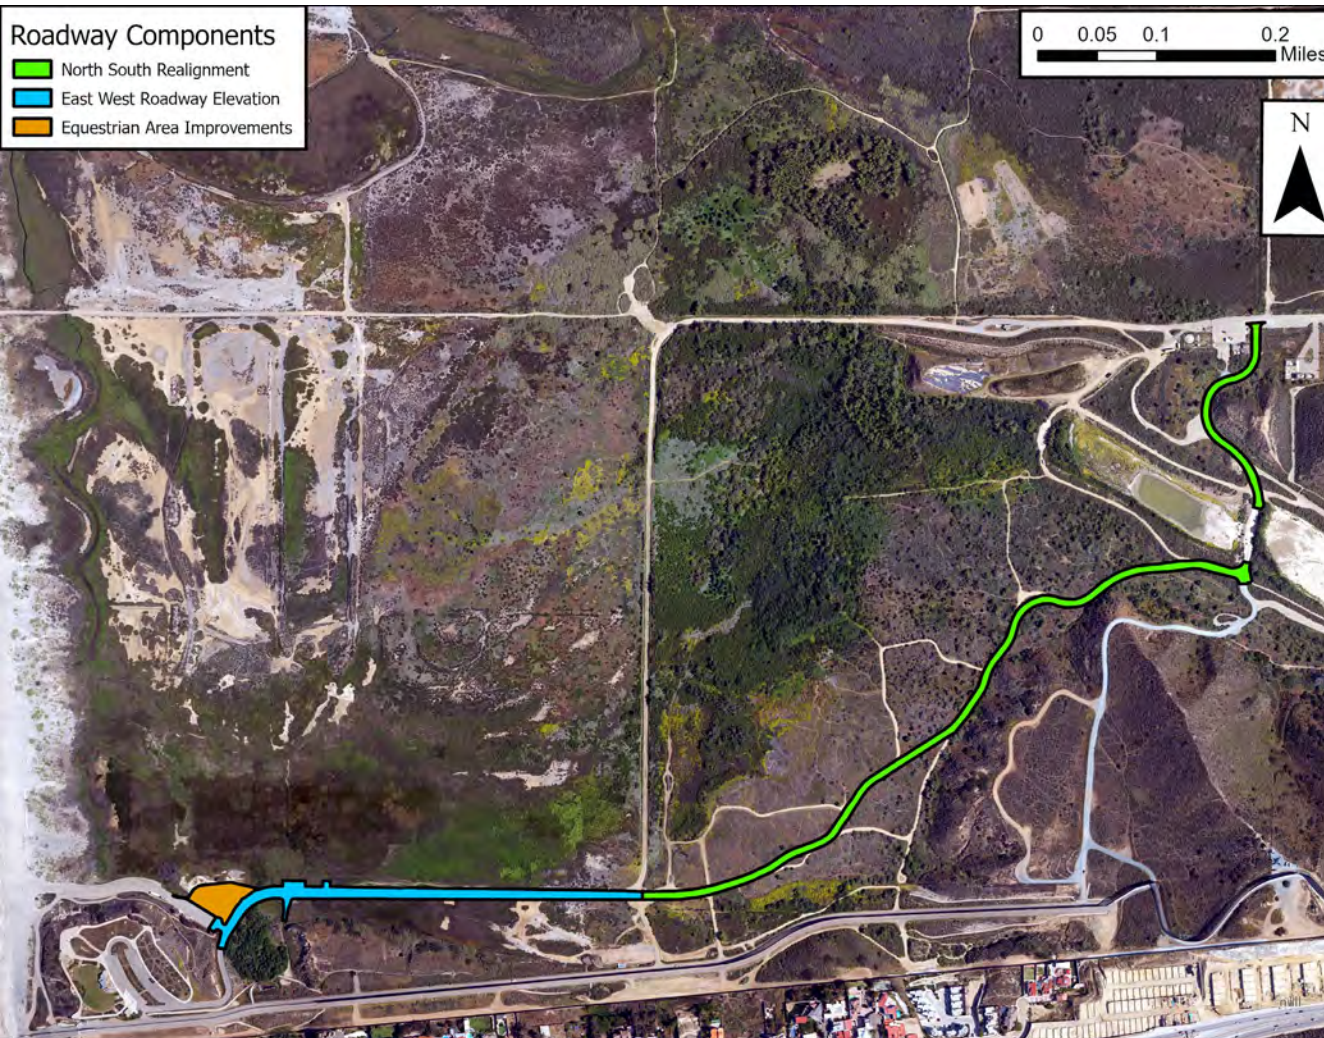 Roadway Components
North South Realignment
East West Roadway Elevation
Equestrian Area Improvements
0 0.05 0.1 0.2
Miles
N